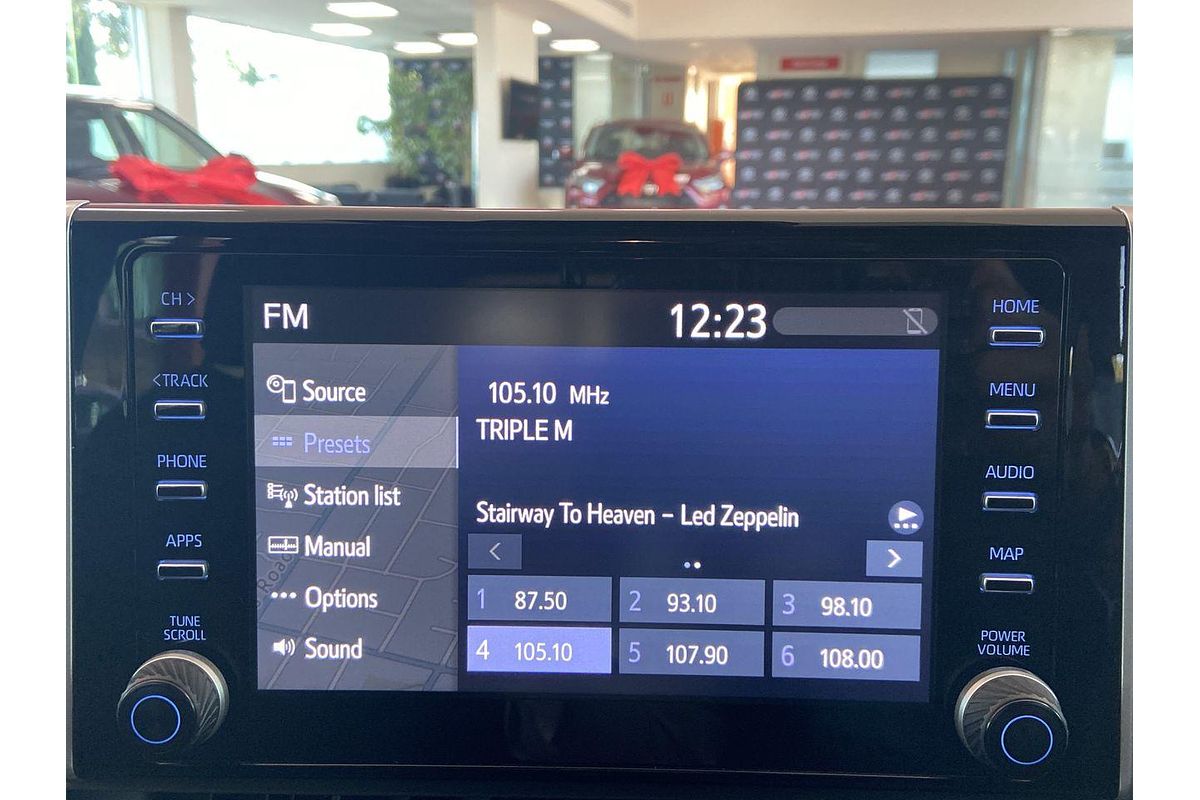 CH >
<TRACK
PHONE
APPS
TUNE
SCROLL
FM
12:23
Source
Presets
Station list
Manual
Options
Sound
105.10 MHz
TRIPLE M
Stairway To Heaven – Led Zeppelin
<
>
1 87.50
2 93.10
3 98.10
4 105.10
5 107.90
6 108.00
HOME
MENU
AUDIO
MAP
POWER
VOLUME